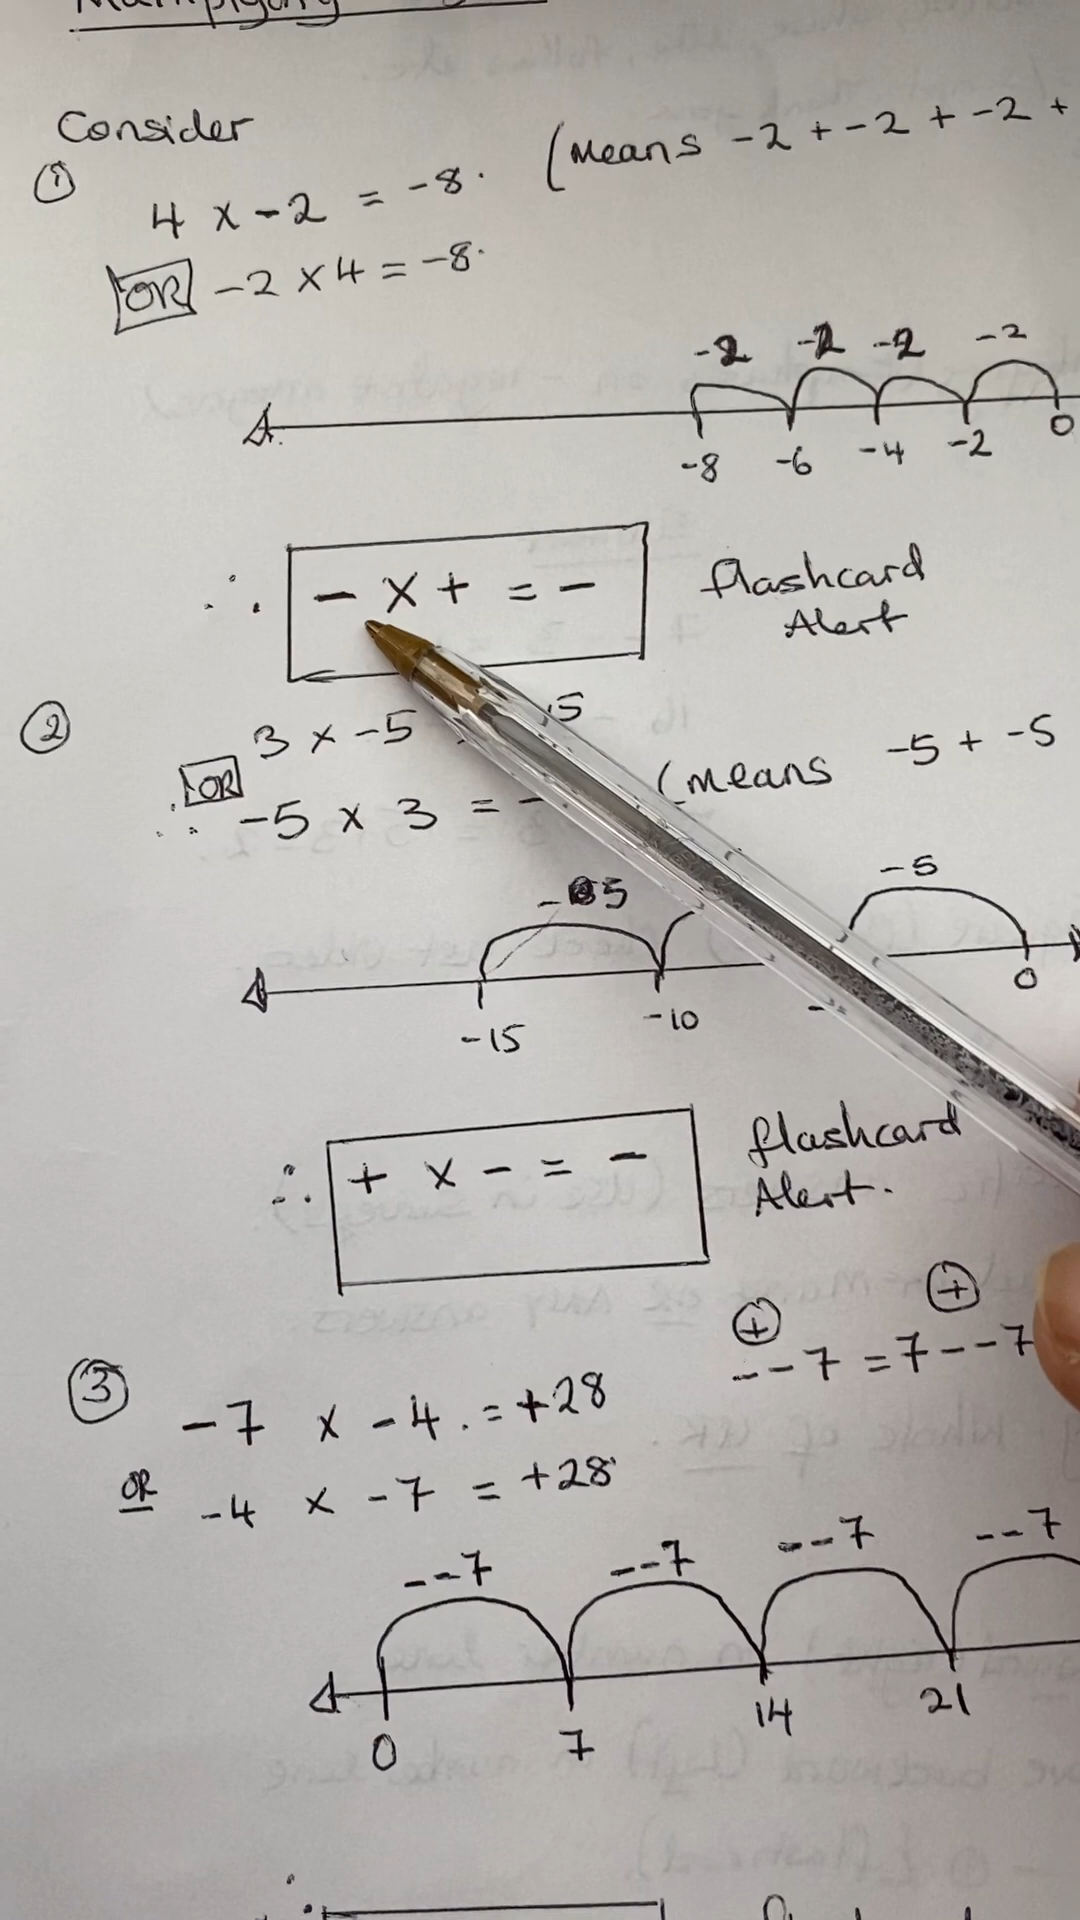 Consider
① 4 x -2 = -8. (Means -2 + -2 + -2 +
OR -2 x 4 = -8.
-2 -2 -2 -2
-8 -6 -4 -2 0
∴ - x + = - flashcard
Alert
② 3 x -5 15
OR (means -5 + -5
∴ -5 x 3 = -
-5 -5
-15 -10 0
∴ + x - = - flashcard
Alert.
+ +
③ -7 x -4 . = +28 --7 = 7--7
OR -4 x -7 = +28
--7 --7 --7 --7
0 7 14 21
∴